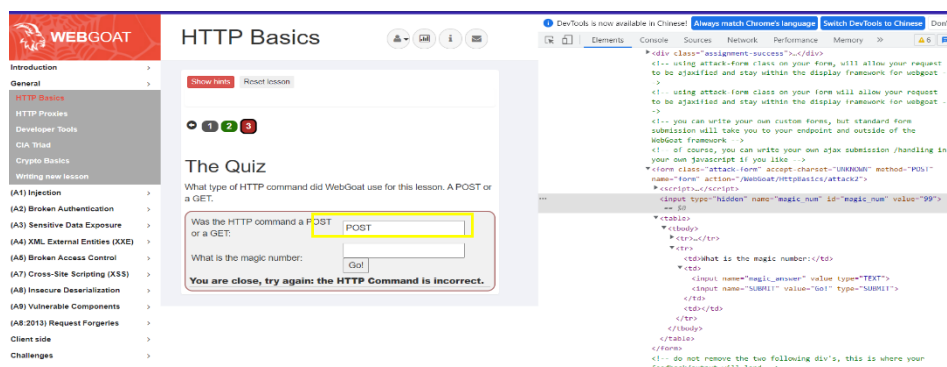 WEBGOAT
Introduction
General
HTTP Basics
HTTP Proxies
Developer Tools
CIA Triad
Crypto Basics
Writing new lesson
(A1) Injection
(A2) Broken Authentication
(A3) Sensitive Data Exposure
(A4) XML External Entities (XXE)
(A5) Broken Access Control
(A7) Cross-Site Scripting (XSS)
(A8) Insecure Deserialization
(A9) Vulnerable Components
(A8:2013) Request Forgeries
Client side
Challenges
HTTP Basics
Show hints Reset lesson
1 2 3
The Quiz
What type of HTTP command did WebGoat use for this lesson. A POST or
a GET.
Was the HTTP command a POST
or a GET:
POST
What is the magic number:
Go!
You are close, try again: the HTTP Command is incorrect.
DevTools is now available in Chinese! Always match Chrome's language Switch DevTools to Chinese Don'
Elements Console Sources Network Performance Memory » 6
<div class="assignment-success">…</div>
<!-- using attack-form class on your form, will allow your request
to be ajaxified and stay within the display framework for webgoat -
->
<!-- using attack-form class on your form will allow your request
to be ajaxified and stay within the display framework for webgoat -
->
<!-- you can write your own custom forms, but standard form
submission will take you to your endpoint and outside of the
WebGoat framework -->
<!-- of course, you can write your own ajax submission /handling in
your own javascript if you like -->
<form class="attack-form" accept-charset="UNKNOWN" method="POST"
name="form" action="/WebGoat/HttpBasics/attack2">
<script>…</script>
<input type="hidden" name="magic_num" id="magic_num" value="99">
== $0
<table>
<tbody>
<tr>…</tr>
<tr>
<td>What is the magic number:</td>
<td>
<input name="magic_answer" value type="TEXT">
<input name="SUBMIT" value="Go!" type="SUBMIT">
</td>
<td></td>
</tr>
</tbody>
</table>
</form>
<!-- do not remove the two following div's, this is where your